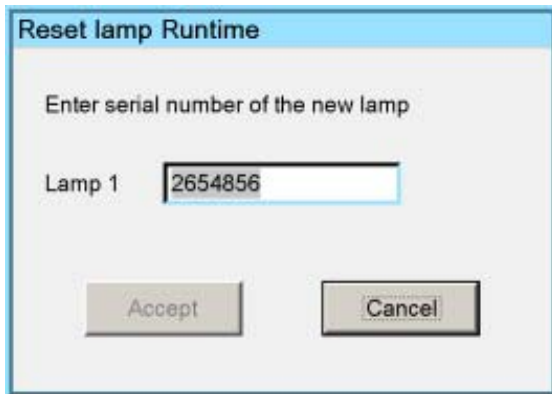 Reset lamp Runtime
Enter serial number of the new lamp
Lamp 1 2654856
Accept Cancel